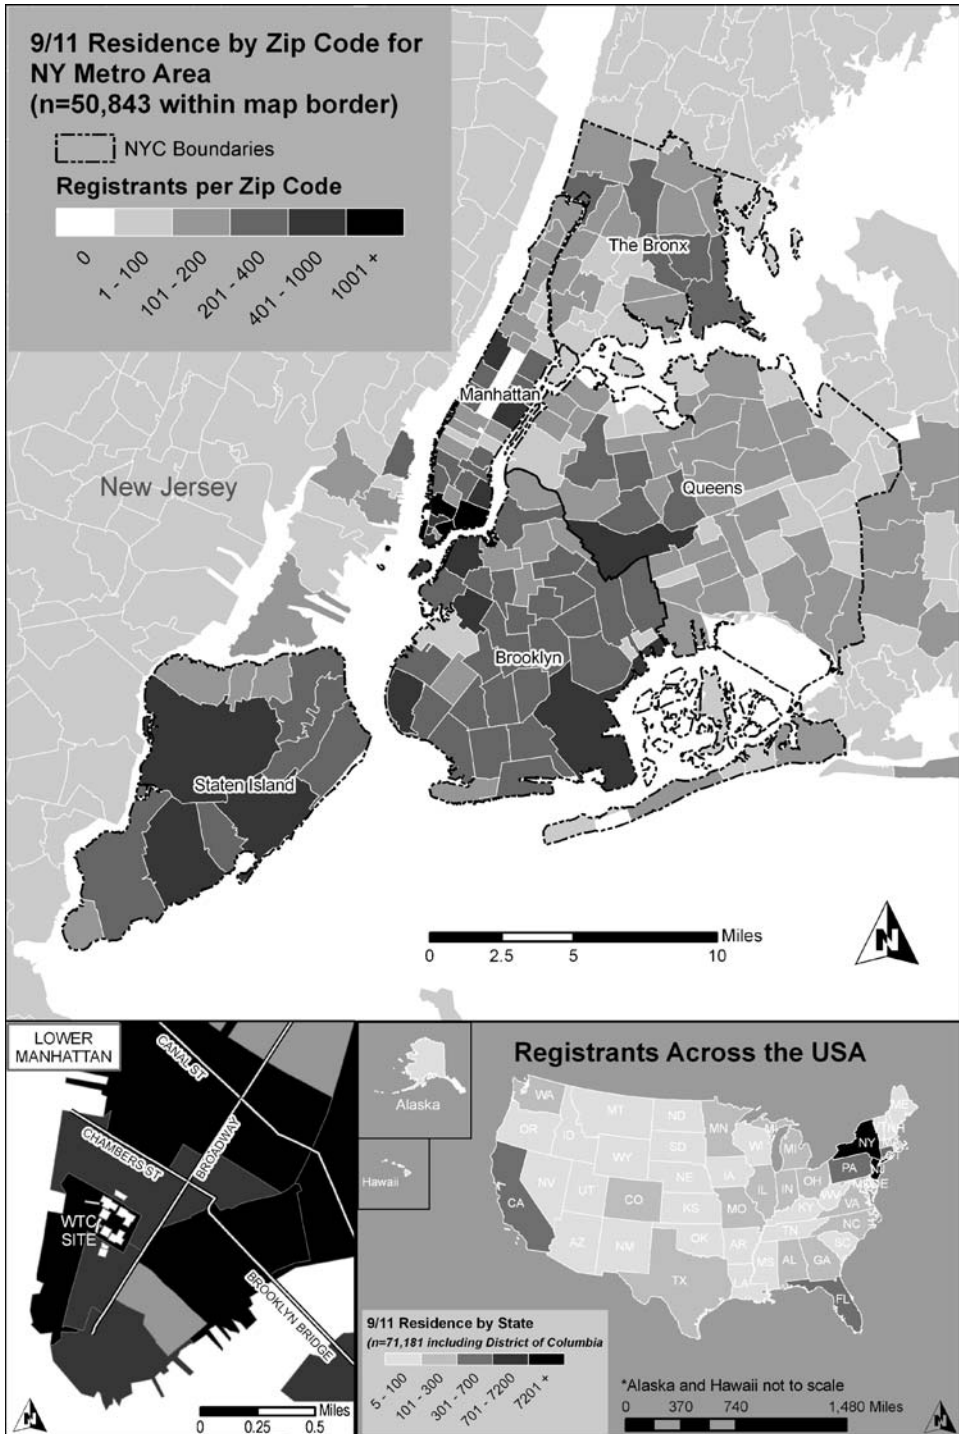 9/11 Residence by Zip Code for
NY Metro Area
(n=50,843 within map border)
NYC Boundaries
Registrants per Zip Code
0
1 - 100
101 - 200
201 - 400
401 - 1000
1001 +
The Bronx
Manhattan
New Jersey
Queens
Brooklyn
Staten Island
Miles
0
2.5
5
10
N
LOWER
MANHATTAN
CANAL ST
BROADWAY
CHAMBERS ST
WTC
SITE
BROOKLYN BRIDGE
Miles
0
0.25
0.5
N
Registrants Across the USA
Alaska
Hawaii
WA
MT
ND
MN
ME
OR
ID
WY
SD
WI
MI
NY
NH
NV
UT
CO
NE
IA
IL
IN
OH
PA
NJ
CT
DE
CA
KS
MO
KY
WV
VA
AZ
NM
OK
AR
TN
NC
SC
TX
LA
MS
AL
GA
FL
9/11 Residence by State
(n=71,181 including District of Columbia
5 - 100
101 - 300
301 - 700
701 - 7200
7201 +
*Alaska and Hawaii not to scale
0
370
740
1,480 Miles
N